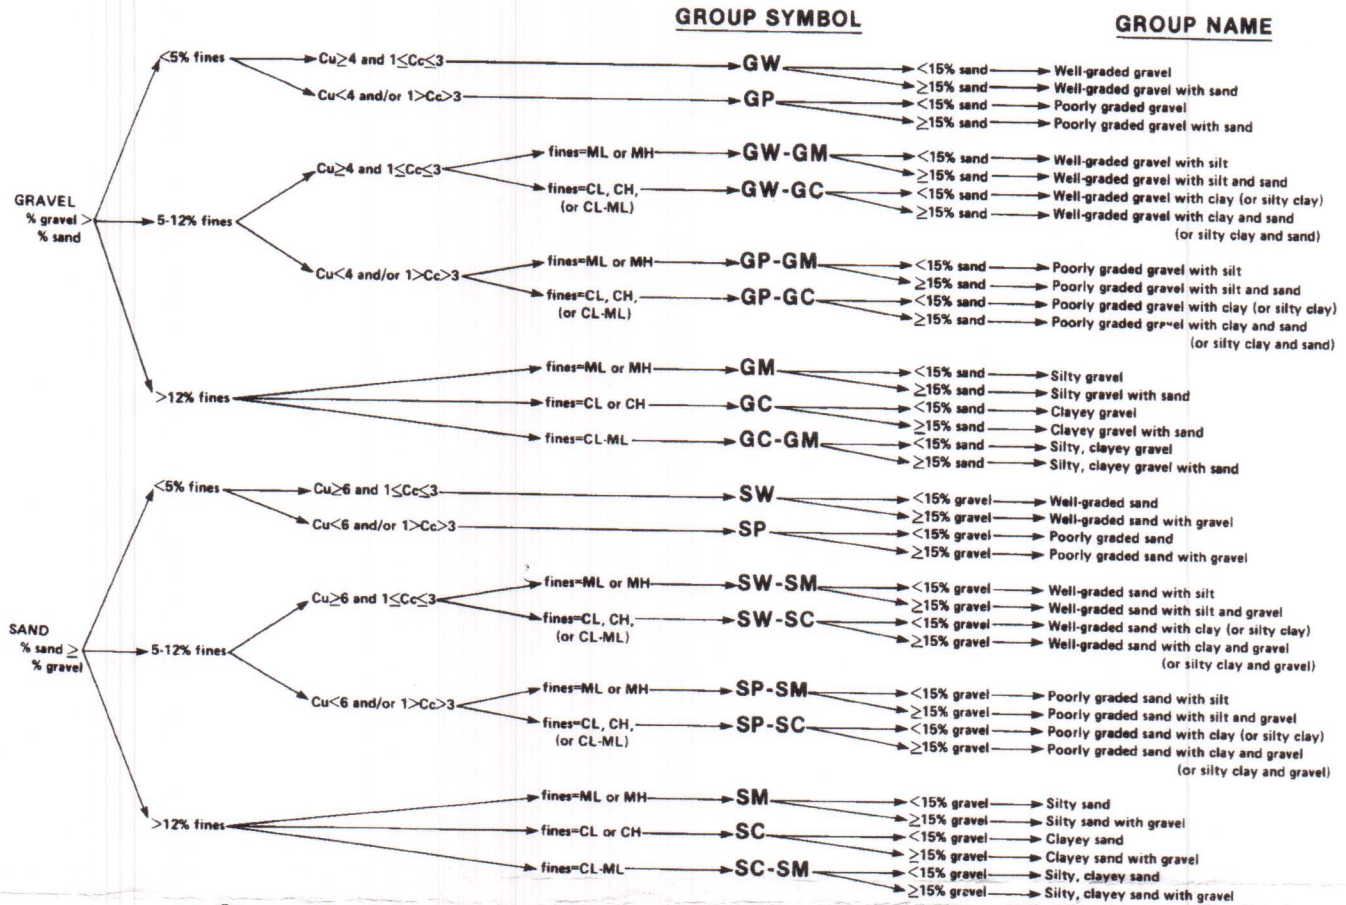 GROUP SYMBOL GROUP NAME
<5% fines Cu≥4 and 1≤Cc≤3 GW <15% sand Well-graded gravel
≥15% sand Well-graded gravel with sand
Cu<4 and/or 1>Cc>3 GP <15% sand Poorly graded gravel
≥15% sand Poorly graded gravel with sand
Cu≥4 and 1≤Cc≤3 fines=ML or MH GW-GM <15% sand Well-graded gravel with silt
≥15% sand Well-graded gravel with silt and sand
fines=CL, CH, GW-GC <15% sand Well-graded gravel with clay (or silty clay)
(or CL-ML) ≥15% sand Well-graded gravel with clay and sand
(or silty clay and sand)
GRAVEL
% gravel > 5-12% fines
% sand
Cu<4 and/or 1>Cc>3 fines=ML or MH GP-GM <15% sand Poorly graded gravel with silt
≥15% sand Poorly graded gravel with silt and sand
fines=CL, CH, GP-GC <15% sand Poorly graded gravel with clay (or silty clay)
(or CL-ML) ≥15% sand Poorly graded gravel with clay and sand
(or silty clay and sand)
>12% fines fines=ML or MH GM <15% sand Silty gravel
≥15% sand Silty gravel with sand
fines=CL or CH GC <15% sand Clayey gravel
≥15% sand Clayey gravel with sand
fines=CL-ML GC-GM <15% sand Silty, clayey gravel
≥15% sand Silty, clayey gravel with sand
<5% fines Cu≥6 and 1≤Cc≤3 SW <15% gravel Well-graded sand
≥15% gravel Well-graded sand with gravel
Cu<6 and/or 1>Cc>3 SP <15% gravel Poorly graded sand
≥15% gravel Poorly graded sand with gravel
Cu≥6 and 1≤Cc≤3 fines=ML or MH SW-SM <15% gravel Well-graded sand with silt
≥15% gravel Well-graded sand with silt and gravel
fines=CL, CH, SW-SC <15% gravel Well-graded sand with clay (or silty clay)
(or CL-ML) ≥15% gravel Well-graded sand with clay and gravel
(or silty clay and gravel)
SAND
% sand ≥ 5-12% fines
% gravel
Cu<6 and/or 1>Cc>3 fines=ML or MH SP-SM <15% gravel Poorly graded sand with silt
≥15% gravel Poorly graded sand with silt and gravel
fines=CL, CH, SP-SC <15% gravel Poorly graded sand with clay (or silty clay)
(or CL-ML) ≥15% gravel Poorly graded sand with clay and gravel
(or silty clay and gravel)
>12% fines fines=ML or MH SM <15% gravel Silty sand
≥15% gravel Silty sand with gravel
fines=CL or CH SC <15% gravel Clayey sand
≥15% gravel Clayey sand with gravel
fines=CL-ML SC-SM <15% gravel Silty, clayey sand
≥15% gravel Silty, clayey sand with gravel